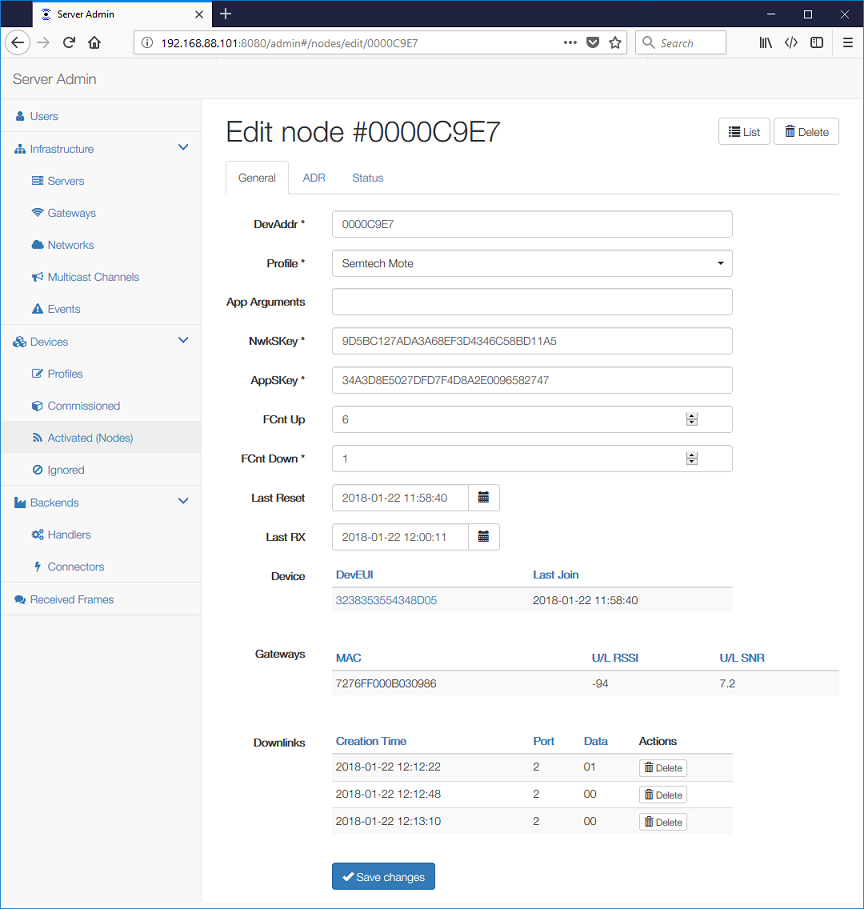 Server Admin
192.168.88.101:8080/admin#/nodes/edit/0000C9E7
Search
Server Admin
Users
Infrastructure
Servers
Gateways
Networks
Multicast Channels
Events
Devices
Profiles
Commissioned
Activated (Nodes)
Ignored
Backends
Handlers
Connectors
Received Frames
Edit node #0000C9E7
List Delete
General ADR Status
DevAddr * 0000C9E7
Profile * Semtech Mote
App Arguments
NwkSKey * 9D5BC127ADA3A68EF3D4346C58BD11A5
AppSKey * 34A3D8E5027DFD7F4D8A2E0096582747
FCnt Up 6
FCnt Down * 1
Last Reset 2018-01-22 11:58:40
Last RX 2018-01-22 12:00:11
Device DevEUI Last Join
3238353554348D05 2018-01-22 11:58:40
Gateways MAC U/L RSSI U/L SNR
7276FF000B030986 -94 7.2
Downlinks Creation Time Port Data Actions
2018-01-22 12:12:22 2 01 Delete
2018-01-22 12:12:48 2 00 Delete
2018-01-22 12:13:10 2 00 Delete
Save changes